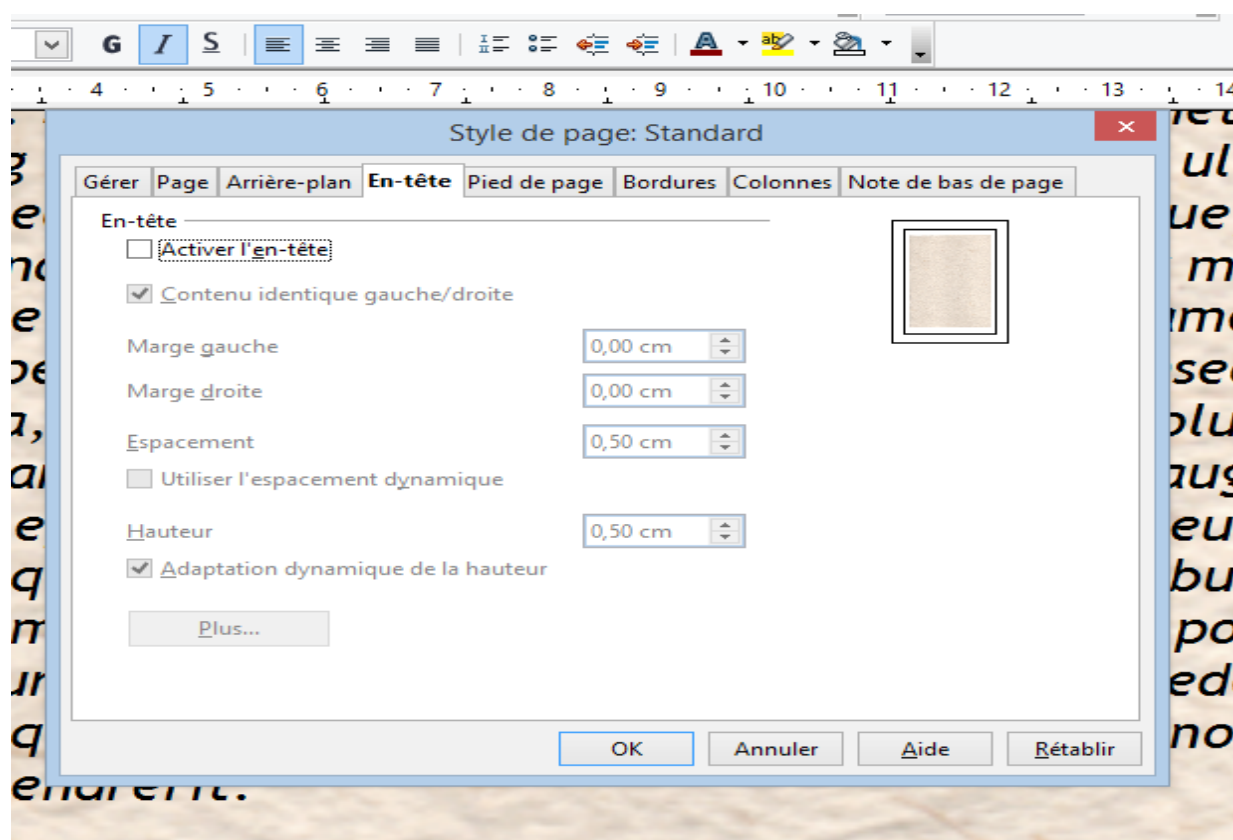 G I S
4 5 6 7 8 9 10 11 12 13 14
Style de page: Standard
Gérer Page Arrière-plan En-tête Pied de page Bordures Colonnes Note de bas de page
En-tête
Activer l'en-tête
Contenu identique gauche/droite
Marge gauche 0,00 cm
Marge droite 0,00 cm
Espacement 0,50 cm
Utiliser l'espacement dynamique
Hauteur 0,50 cm
Adaptation dynamique de la hauteur
Plus...
OK Annuler Aide Rétablir